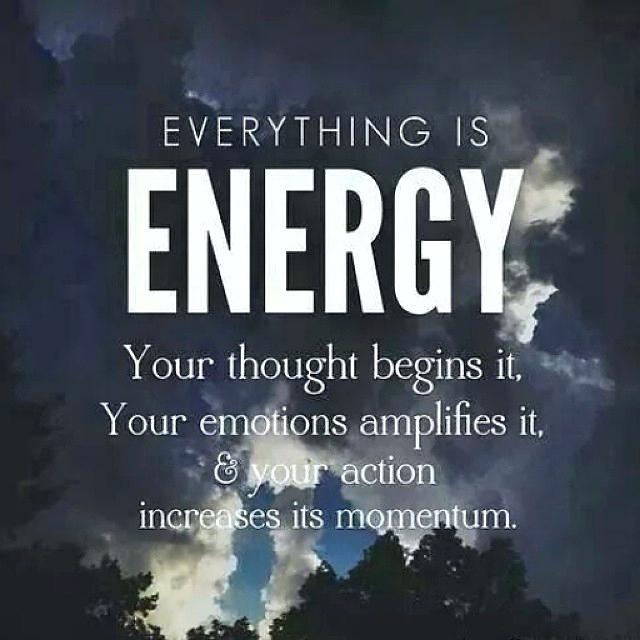 EVERYTHING IS
ENERGY
Your thought begins it,
Your emotions amplifies it,
& your action
increases its momentum.